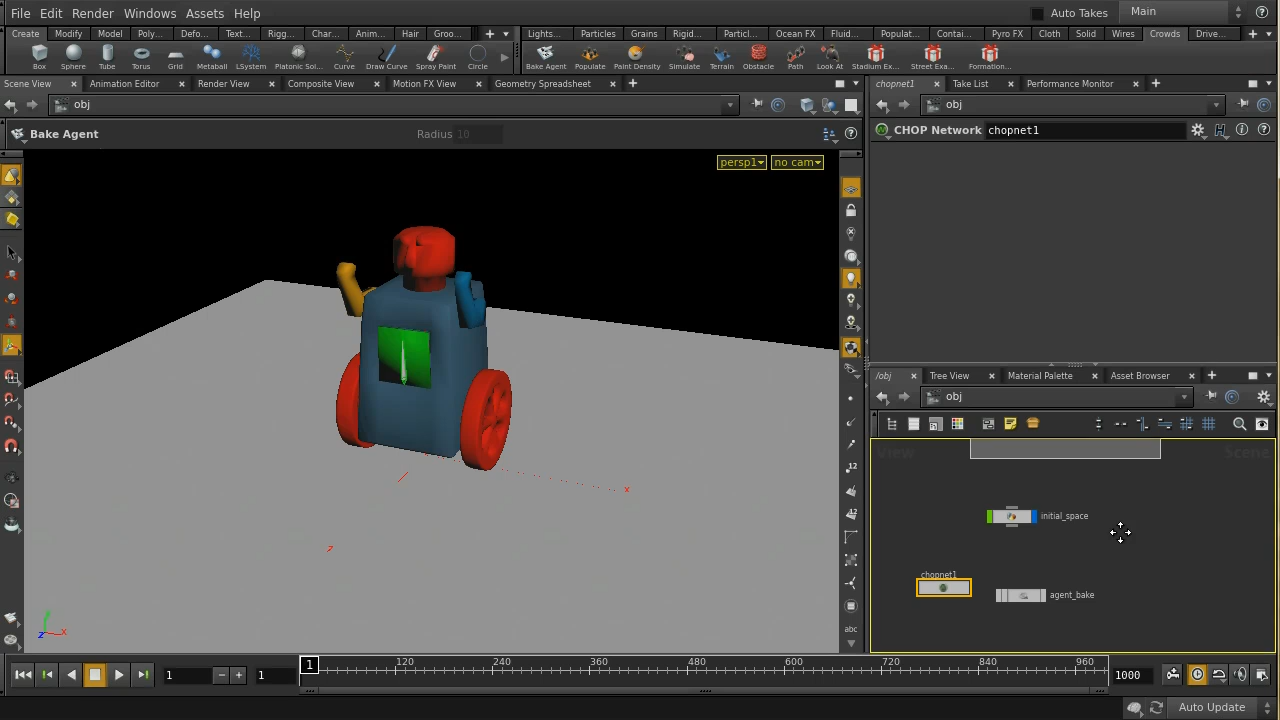 File Edit Render Windows Assets Help Auto Takes Main
Create Modify Model Poly... Defo... Text... Rigg... Char... Anim... Hair Groo... Lights... Particles Grains Rigid... Particl... Ocean FX Fluid... Populat... Contai... Pyro FX Cloth Solid Wires Crowds Drive...
Box Sphere Tube Torus Grid Metaball LSystem Platonic Sol... Curve Draw Curve Spray Paint Circle Bake Agent Populate Paint Density Simulate Terrain Obstacle Path Look At Stadium Ex... Street Exa... Formation...
Scene View Animation Editor Render View Composite View Motion FX View Geometry Spreadsheet chopnet1 Take List Performance Monitor
obj obj
Bake Agent Radius 10 CHOP Network chopnet1
persp1 no cam
/obj Tree View Material Palette Asset Browser
obj
View Scene
initial_space
chopnet1
agent_bake
x
z
z x
12
12
abc
1 1 1 120 240 360 480 600 720 840 960 1000
Auto Update